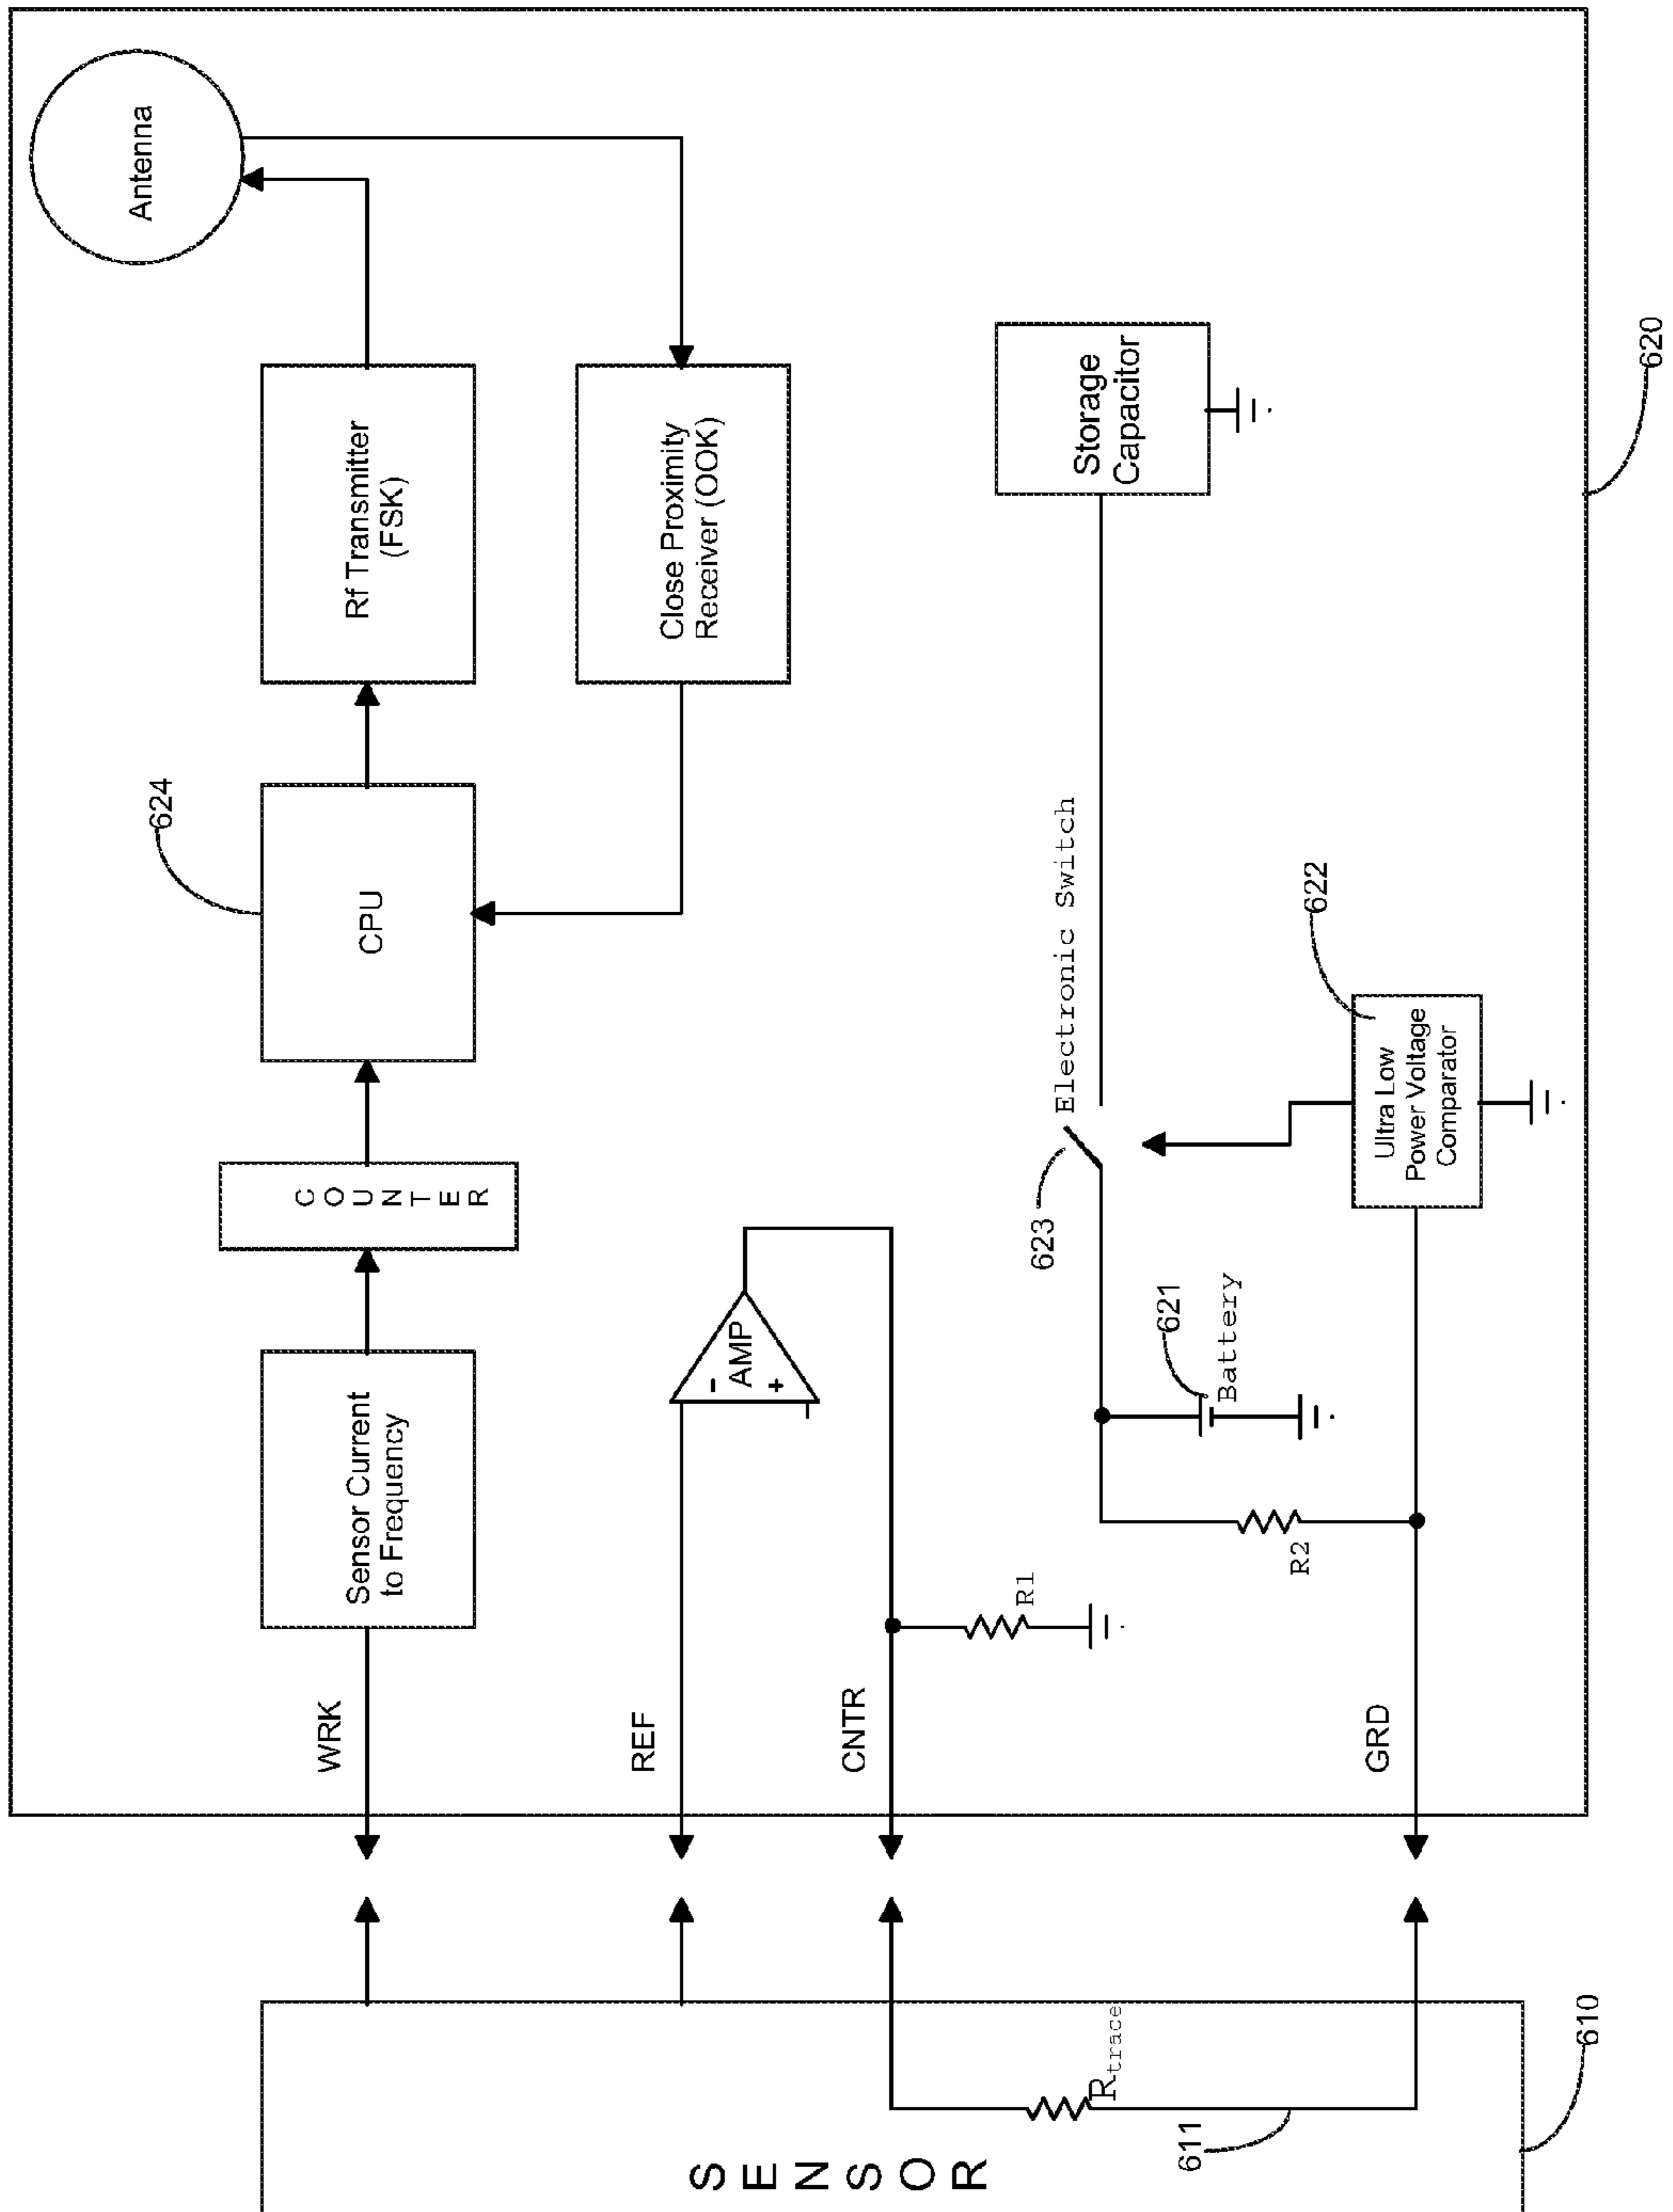 Antenna
Rf Transmitter
(FSK)
Close Proximity
Receiver (OOK)
624
CPU
COUNTER
Sensor Current
to Frequency
WRK
REF
CNTR
GRD
-
AMP
+
R1
R2
621
Battery
623
Electronic Switch
Storage
Capacitor
622
Ultra Low
Power Voltage
Comparator
620
SENSOR
Rtrace
611
610